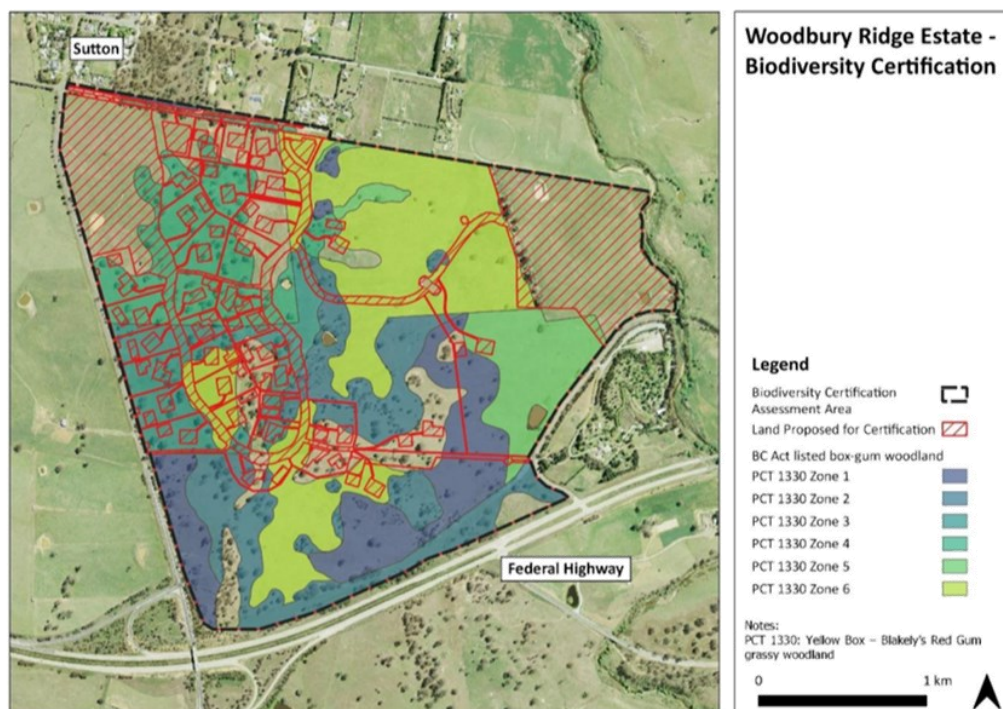 Sutton
Federal Highway
Woodbury Ridge Estate -
Biodiversity Certification
Legend
Biodiversity Certification
Assessment Area
Land Proposed for Certification
BC Act listed box-gum woodland
PCT 1330 Zone 1
PCT 1330 Zone 2
PCT 1330 Zone 3
PCT 1330 Zone 4
PCT 1330 Zone 5
PCT 1330 Zone 6
Notes:
PCT 1330: Yellow Box – Blakely's Red Gum
grassy woodland
0 1 km